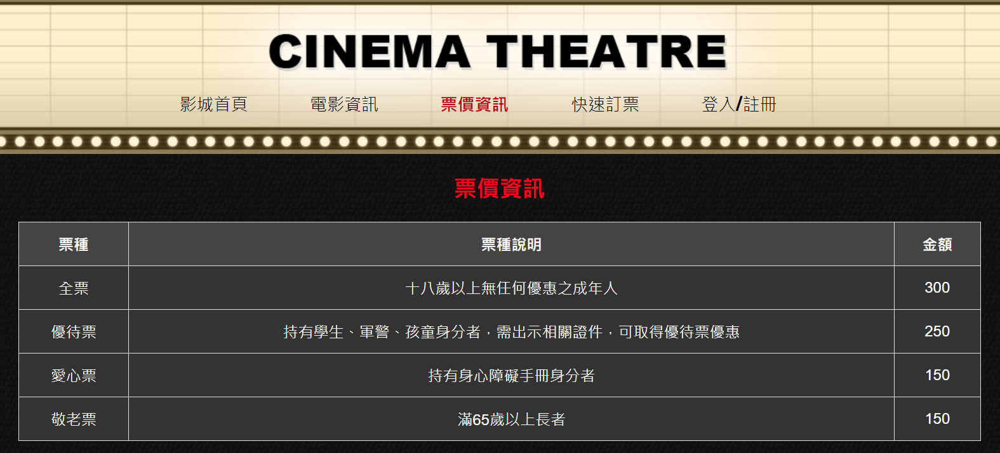 CINEMA THEATRE
影城首頁 電影資訊 票價資訊 快速訂票 登入/註冊
票價資訊
票種 票種說明 金額
全票 十八歲以上無任何優惠之成年人 300
優待票 持有學生、軍警、孩童身分者，需出示相關證件，可取得優待票優惠 250
愛心票 持有身心障礙手冊身分者 150
敬老票 滿65歲以上長者 150